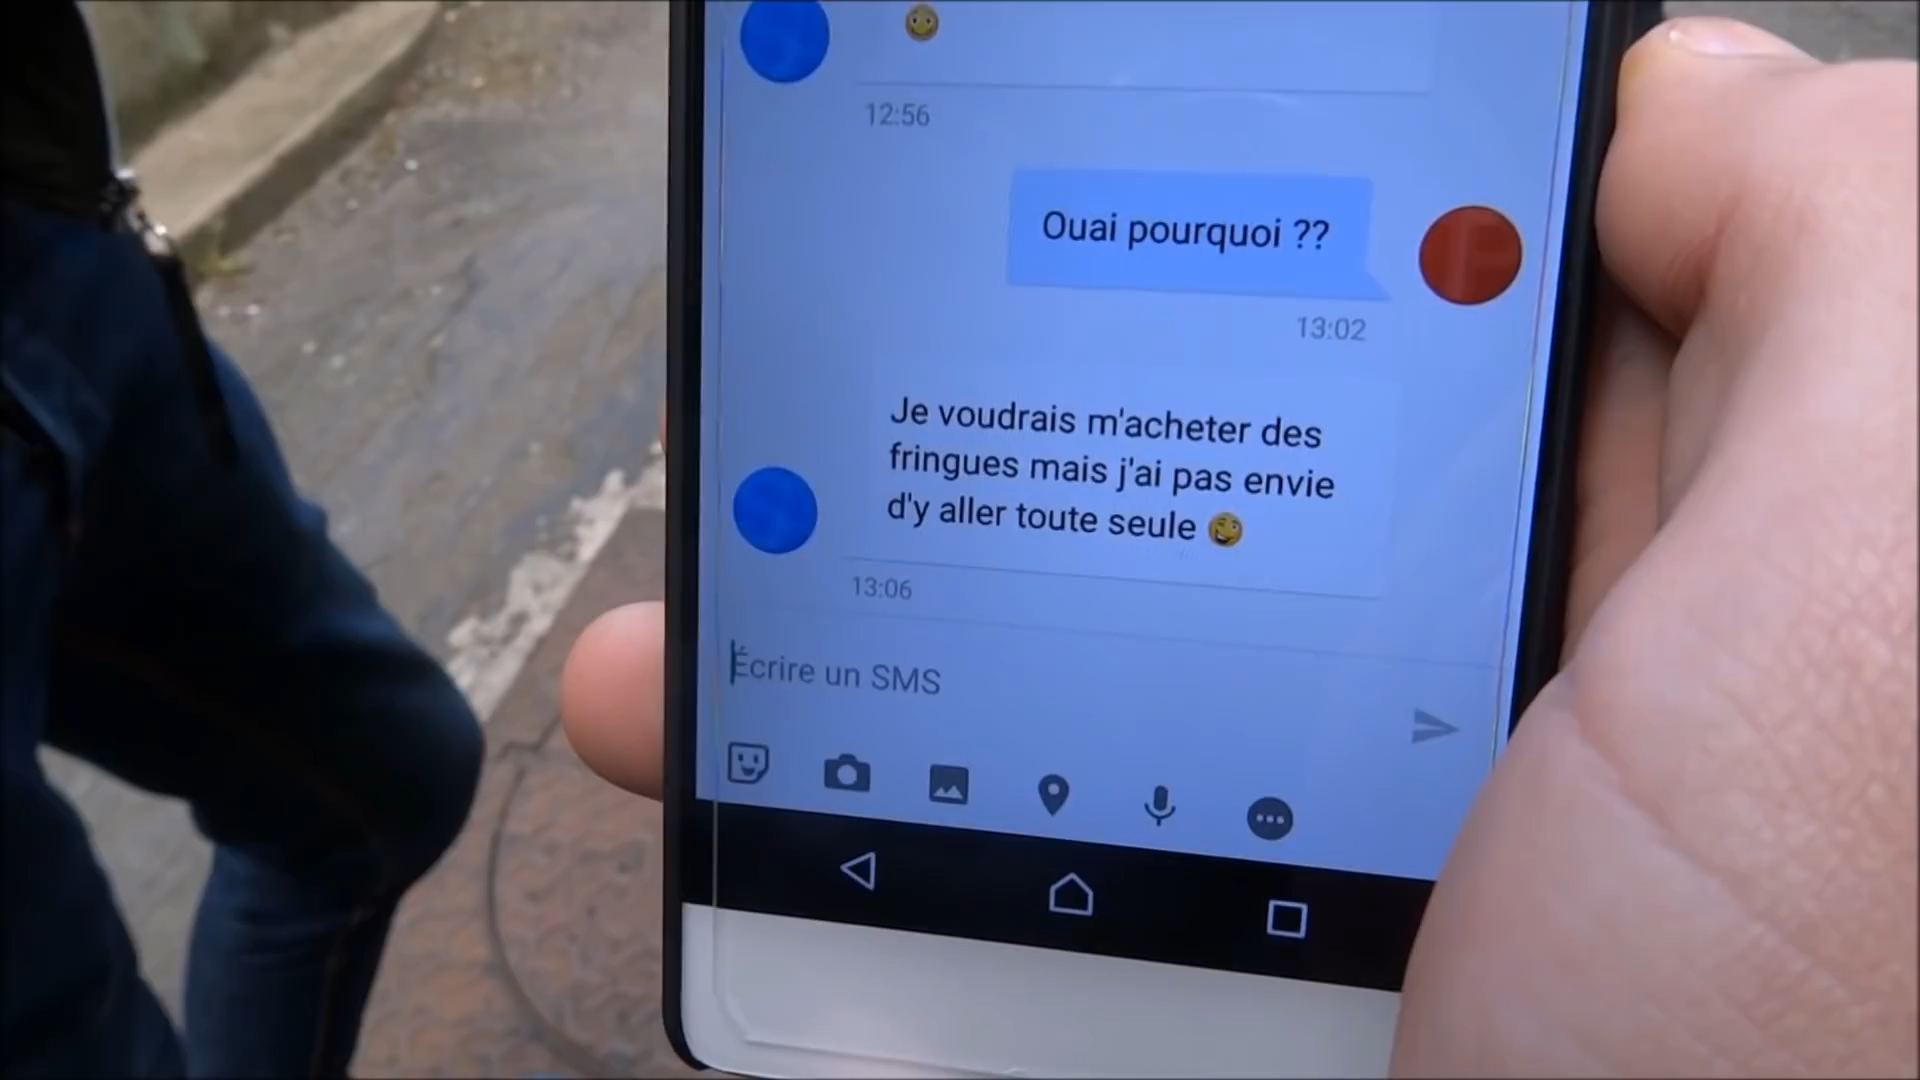 12:56
Ouai pourquoi ??
13:02
Je voudrais m'acheter des
fringues mais j'ai pas envie
d'y aller toute seule 😉
13:06
Écrire un SMS